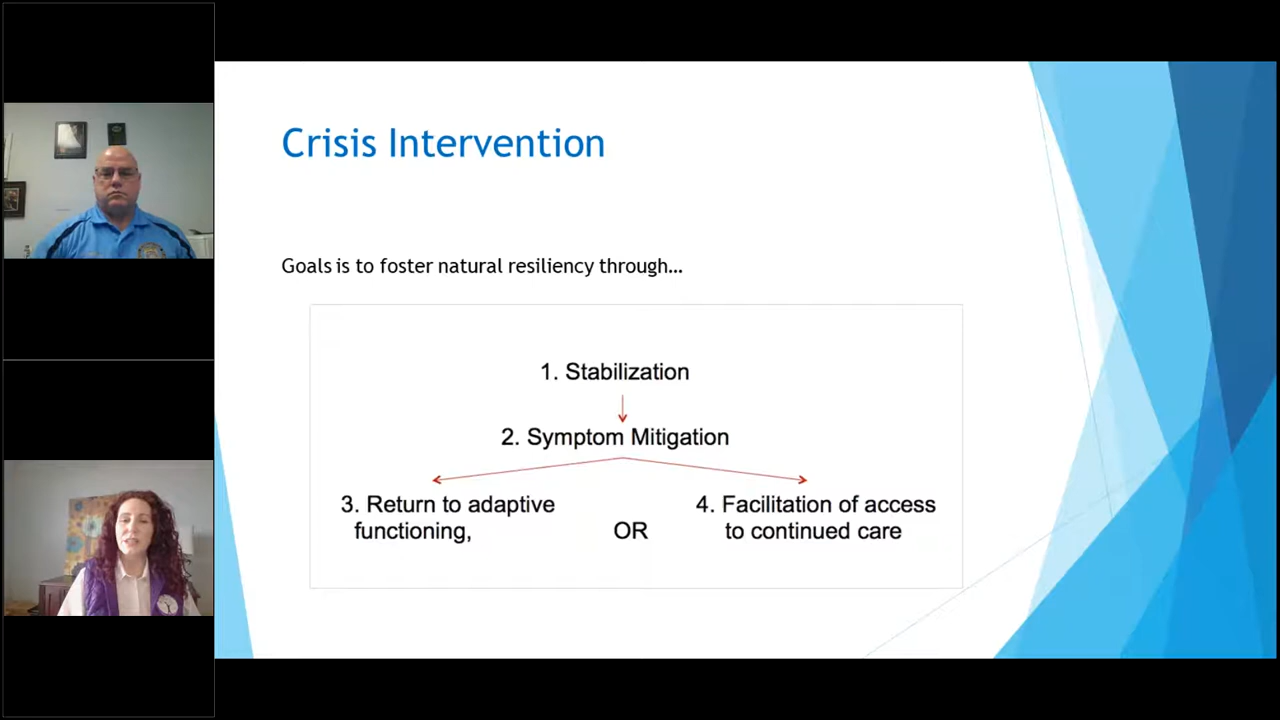 Crisis Intervention
Goals is to foster natural resiliency through...
1. Stabilization
2. Symptom Mitigation
3. Return to adaptive
functioning,
OR
4. Facilitation of access
to continued care